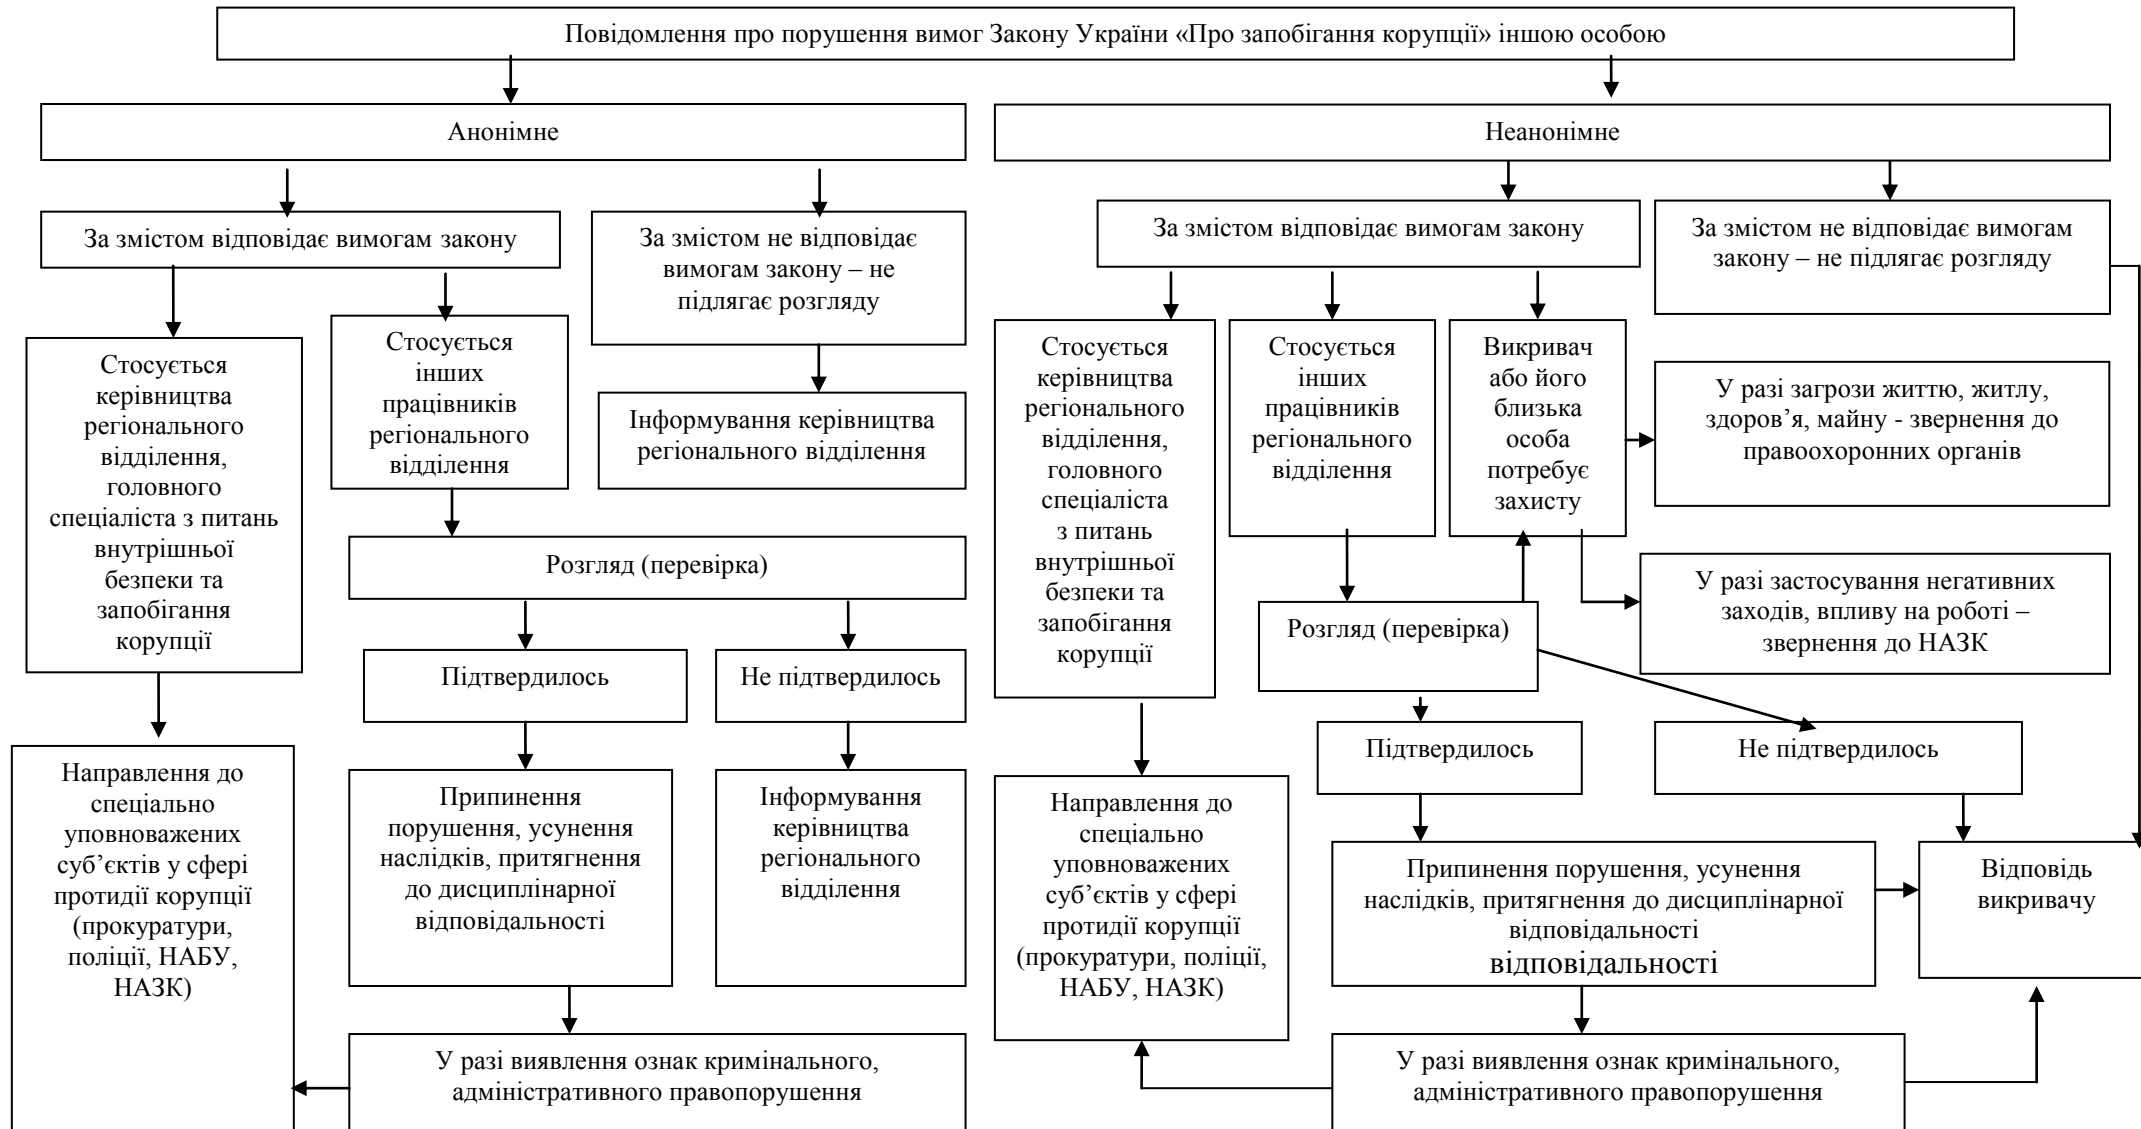 Повідомлення про порушення вимог Закону України «Про запобігання корупції» іншою особою
Анонімне
Неанонімне
За змістом відповідає вимогам закону
За змістом не відповідає
вимогам закону – не
підлягає розгляду
За змістом відповідає вимогам закону
За змістом не відповідає вимогам
закону – не підлягає розгляду
Стосується
керівництва
регіонального
відділення,
головного
спеціаліста з питань
внутрішньої
безпеки та
запобігання
корупції
Стосується
інших
працівників
регіонального
відділення
Інформування керівництва
регіонального відділення
Стосується
керівництва
регіонального
відділення,
головного
спеціаліста
з питань
внутрішньої
безпеки та
запобігання
корупції
Стосується
інших
працівників
регіонального
відділення
Викривач
або його
близька
особа
потребує
захисту
У разі загрози життю, житлу,
здоров’я, майну - звернення до
правоохоронних органів
У разі застосування негативних
заходів, впливу на роботі –
звернення до НАЗК
Розгляд (перевірка)
Розгляд (перевірка)
Підтвердилось
Не підтвердилось
Підтвердилось
Не підтвердилось
Направлення до
спеціально
уповноважених
суб’єктів у сфері
протидії корупції
(прокуратури,
поліції, НАБУ,
НАЗК)
Припинення
порушення, усунення
наслідків, притягнення
до дисциплінарної
відповідальності
Інформування
керівництва
регіонального
відділення
Направлення до
спеціально
уповноважених
суб’єктів у сфері
протидії корупції
(прокуратури, поліції,
НАБУ, НАЗК)
Припинення порушення, усунення
наслідків, притягнення до дисциплінарної
відповідальності
відповідальності
Відповідь
викривачу
У разі виявлення ознак кримінального,
адміністративного правопорушення
У разі виявлення ознак кримінального,
адміністративного правопорушення